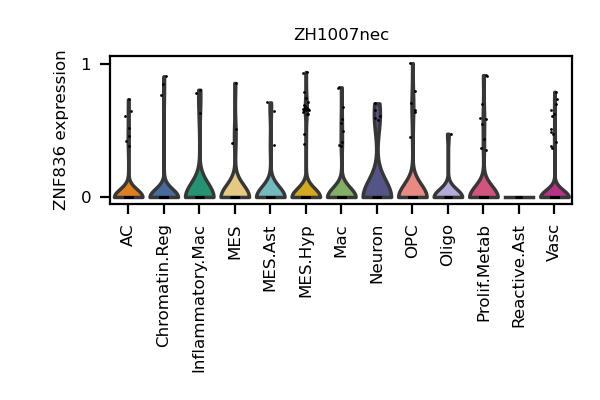 ZH1007nec
ZNF836 expression
1
0
AC
Chromatin.Reg
Inflammatory.Mac
MES
MES.Ast
MES.Hyp
Mac
Neuron
OPC
Oligo
Prolif.Metab
Reactive.Ast
Vasc